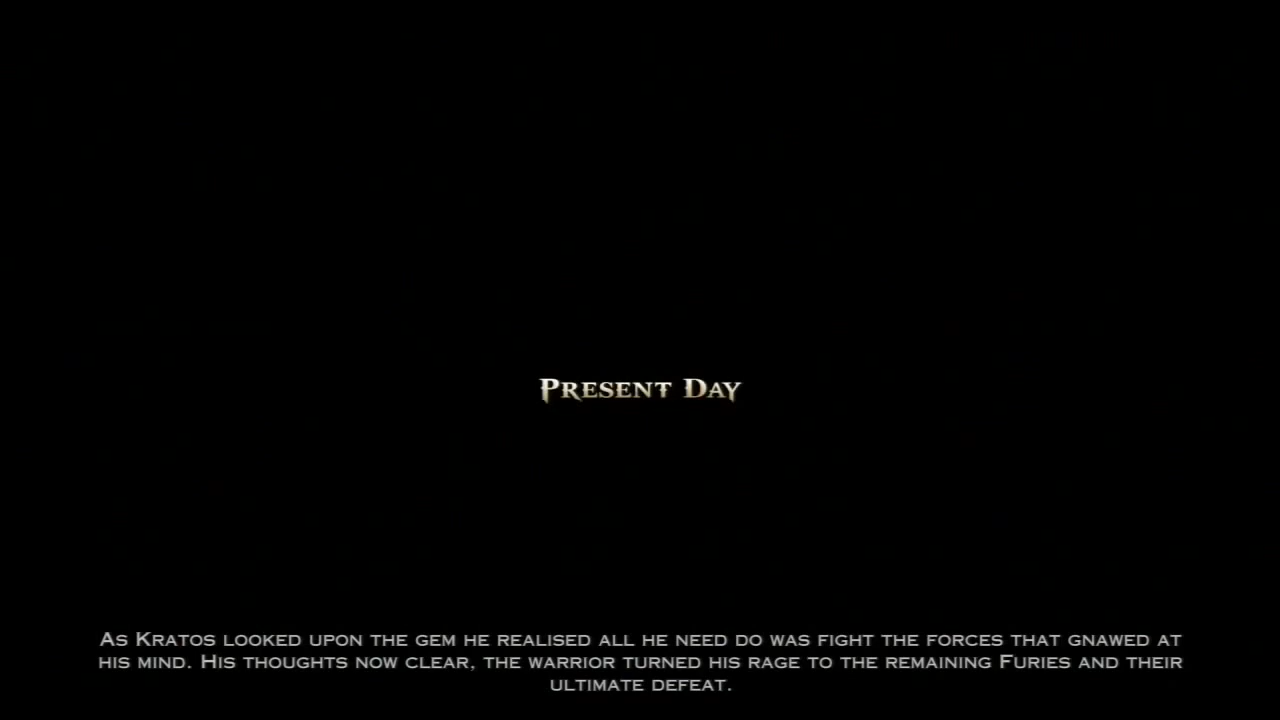 Present Day
As Kratos looked upon the gem he realised all he need do was fight the forces that gnawed at
his mind. His thoughts now clear, the warrior turned his rage to the remaining Furies and their
ultimate defeat.